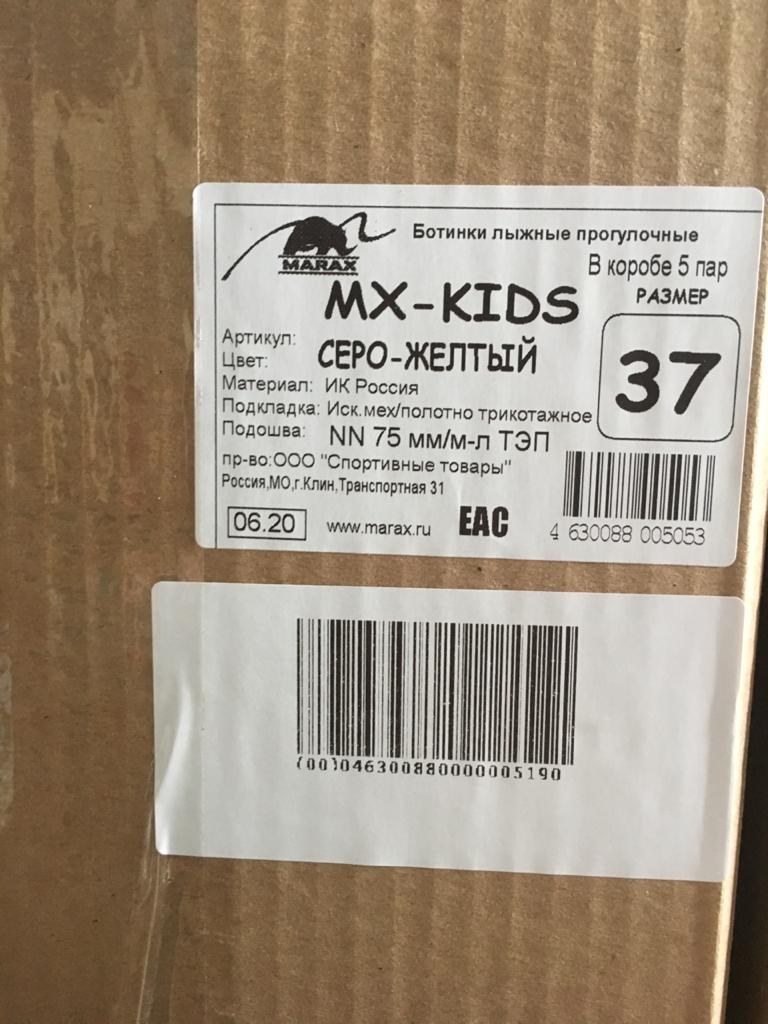 MARAX
Ботинки лыжные прогулочные
В коробе 5 пар
MX-KIDS
РАЗМЕР
37
Артикул:
Цвет: СЕРО-ЖЕЛТЫЙ
Материал: ИК Россия
Подкладка: Иск.мех/полотно трикотажное
Подошва: NN 75 мм/м-л ТЭП
пр-во:ООО "Спортивные товары"
Россия,МО,г.Клин,Транспортная 31
06.20 www.marax.ru EAC
4 630088 005053
(00)046300880000005190